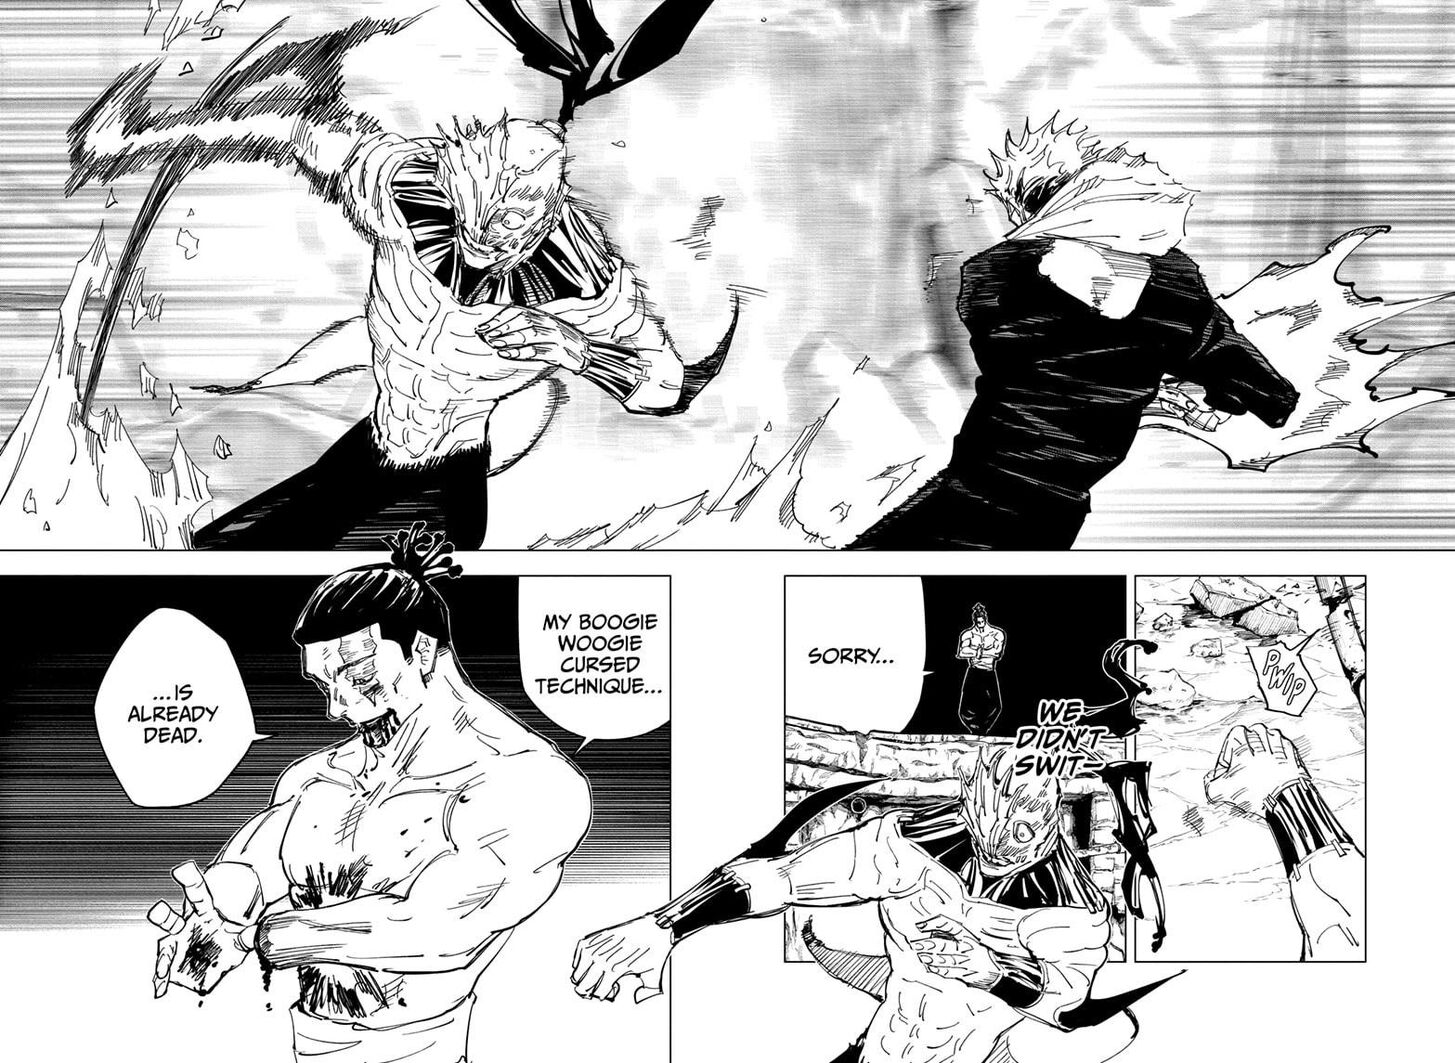 PWIP
WE
DIDN'T
SWIT—
SORRY...
MY BOOGIE
WOOGIE
CURSED
TECHNIQUE...
...IS
ALREADY
DEAD.